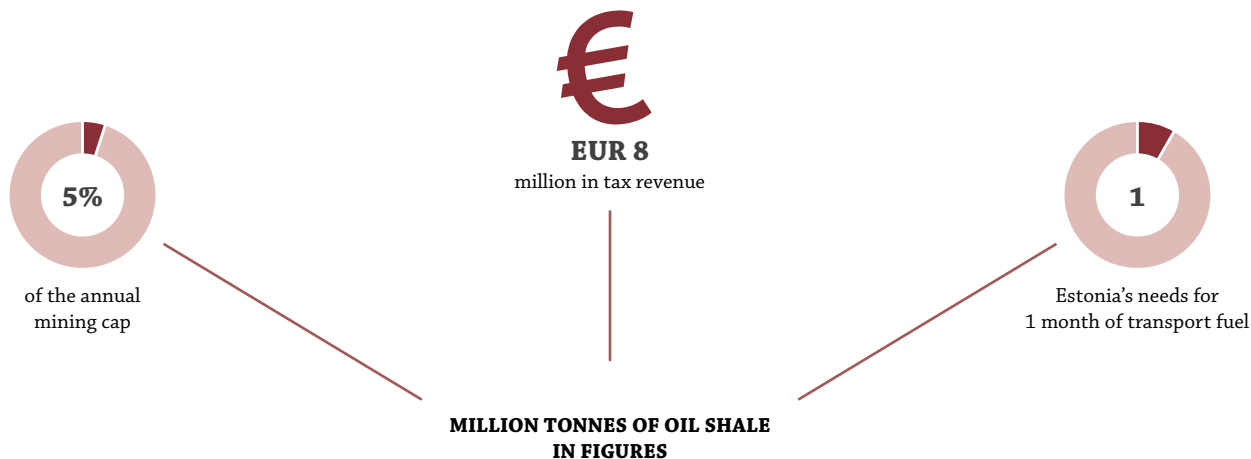 €
EUR 8
million in tax revenue
5%
of the annual
mining cap
1
Estonia's needs for
1 month of transport fuel
MILLION TONNES OF OIL SHALE
IN FIGURES